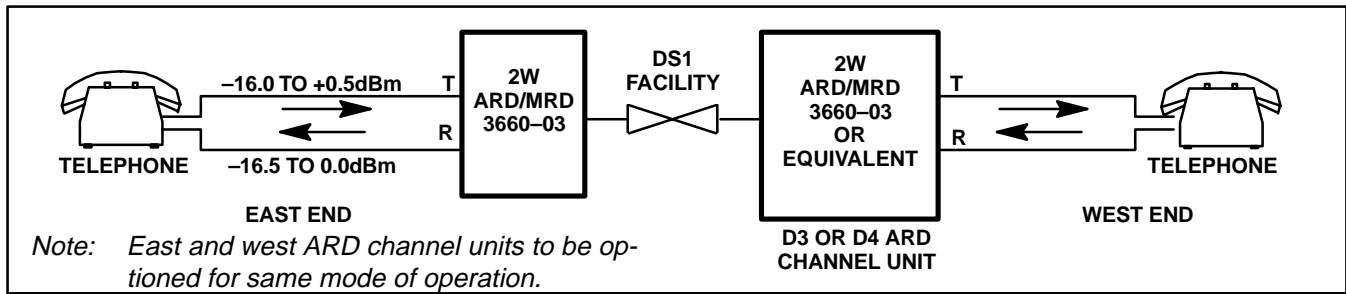 –16.0 TO +0.5dBm
T
R
–16.5 TO 0.0dBm
TELEPHONE
EAST END
2W
ARD/MRD
3660–03
DS1
FACILITY
2W
ARD/MRD
3660–03
OR
EQUIVALENT
D3 OR D4 ARD
CHANNEL UNIT
T
R
TELEPHONE
WEST END
Note: East and west ARD channel units to be op-
tioned for same mode of operation.